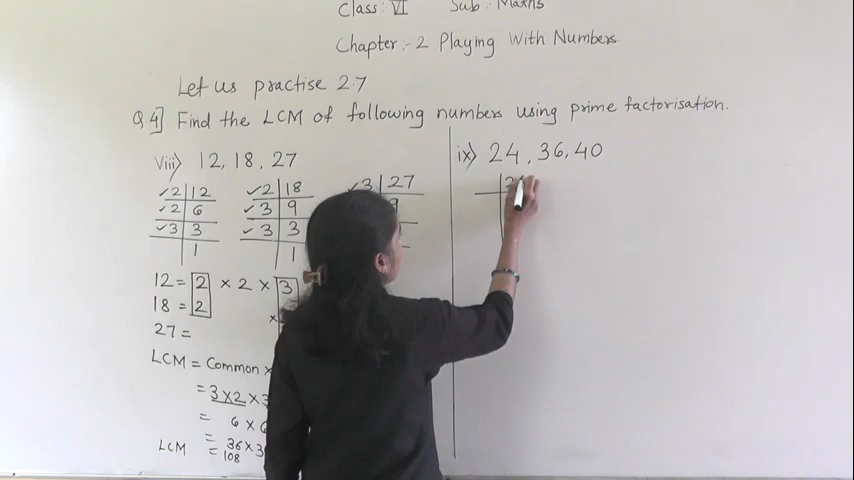 Class: VI Sub: Maths
Chapter:- 2 Playing With Numbers.
Let us practise 2.7
Q.4] Find the LCM of following numbers using prime factorisation.
viii) 12, 18, 27
✓2 12
✓2 6
✓3 3
1
✓2 18
✓3 9
✓3 3
1
✓3 27
9
12 = 2 × 2 × 3
18 = 2
×
27 =
LCM = Common ×
= 3 × 2 × 3
= 6 × 6
= 36 × 3
LCM = 108
ix) 24, 36, 40